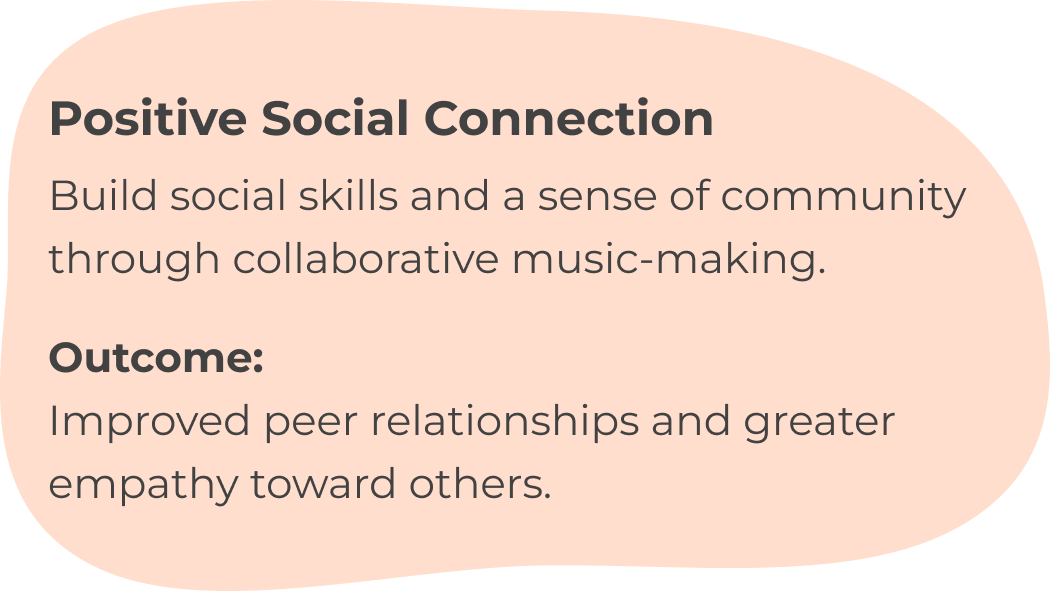 Positive Social Connection
Build social skills and a sense of community
through collaborative music-making.
Outcome:
Improved peer relationships and greater
empathy toward others.